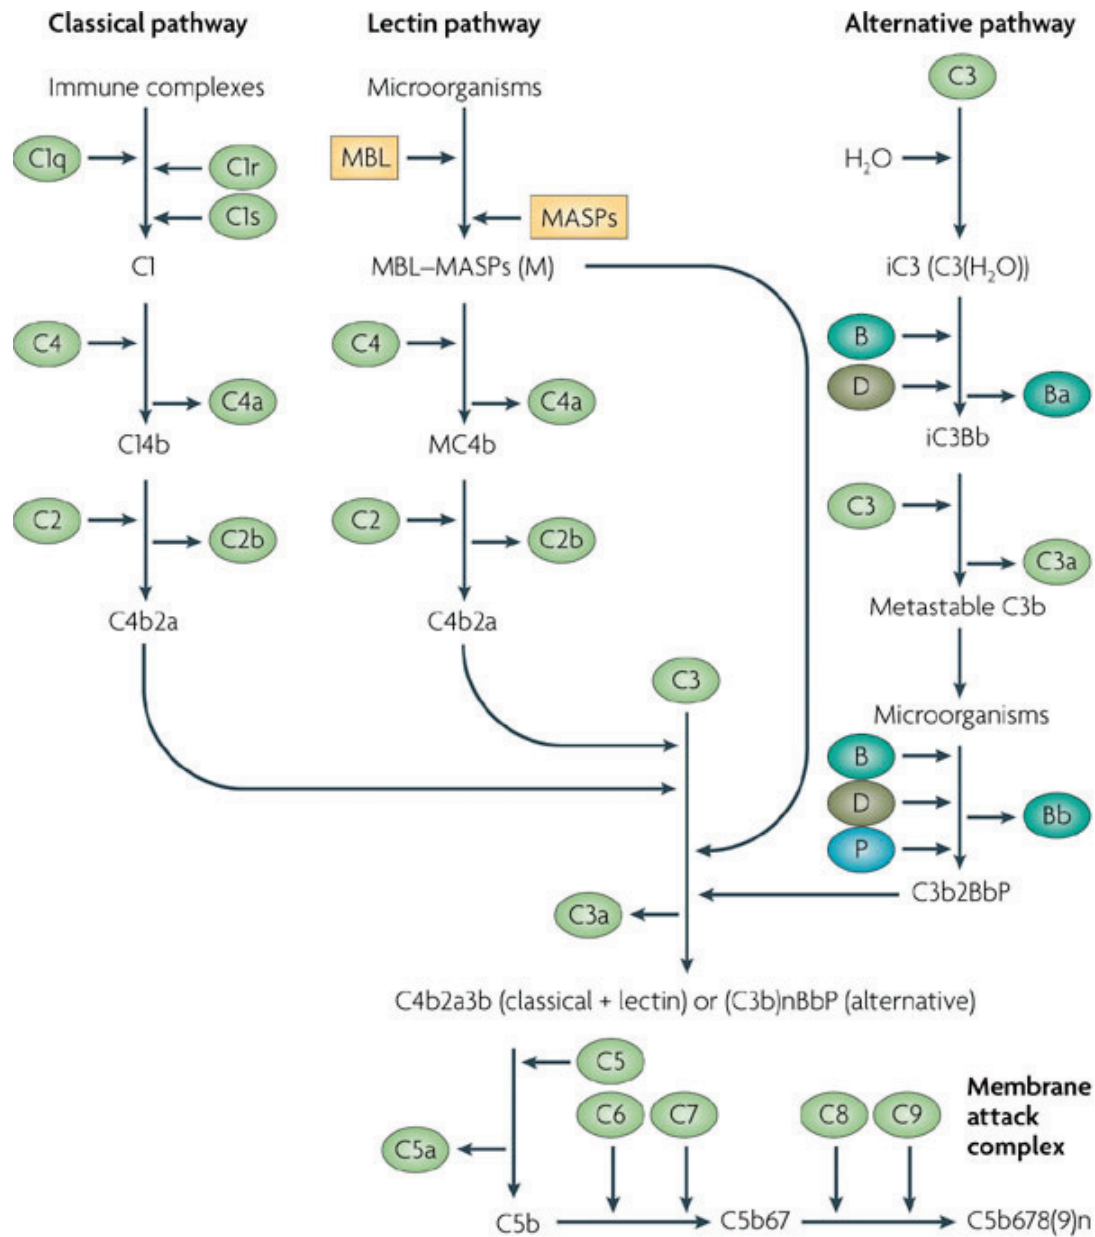 Classical pathway
Lectin pathway
Alternative pathway
Immune complexes
Microorganisms
C3
C1q
C1r
MBL
H₂O
C1s
MASPs
C1
MBL–MASPs (M)
iC3 (C3(H₂O))
C4
C4
B
D
C4a
C4a
Ba
C14b
MC4b
iC3Bb
C2
C2
C3
C2b
C2b
C3a
C4b2a
C4b2a
Metastable C3b
C3
Microorganisms
B
D
Bb
P
C3b2BbP
C3a
C4b2a3b (classical + lectin) or (C3b)nBbP (alternative)
C5
C6
C7
C8
C9
Membrane
attack
complex
C5a
C5b
C5b67
C5b678(9)n